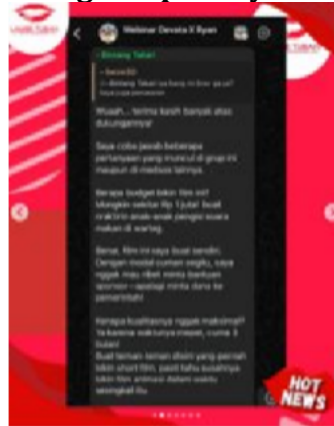 Webinar Devata X Ryan
- Bintang Takari
Wuaah... terima kasih banyak atas
dukungannya!
Saya coba jawab beberapa
pertanyaan yang muncul di grup ini
maupun di medsos lainnya.
Berapa budget bikin film ini?
Mungkin sekitar Rp 1 juta! buat
traktirin anak-anak pengisi suara
makan di warteg.
Benar, film ini saya buat sendiri.
Dengan modal cuman segitu, saya
nggak mau ribet minta bantuan
sponsor - apalagi minta dana ke
pemerintah!
Kenapa kualitasnya nggak maksimal?
Ya karena waktunya mepet, cuma 3
bulan!
Buat teman-teman disini yang pernah
bikin short film, pasti tahu susahnya
bikin film animasi dalam waktu
sesingkat itu.
HOT
NEWS